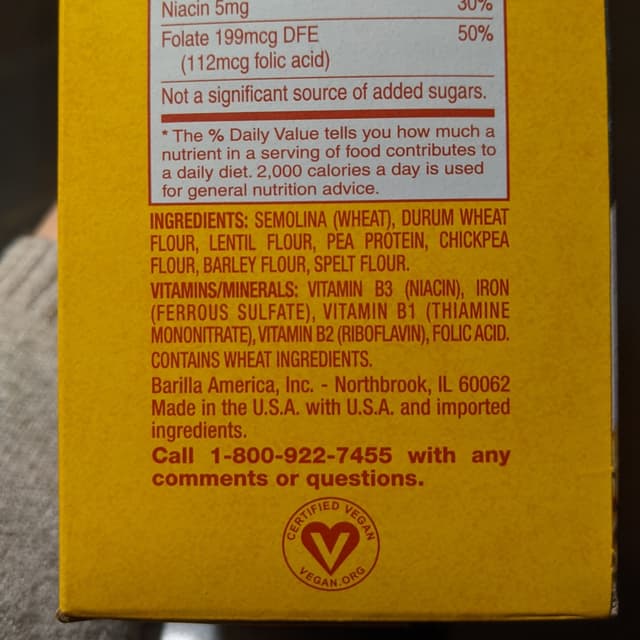 Niacin 5mg 30%
Folate 199mcg DFE 50%
(112mcg folic acid)
Not a significant source of added sugars.
* The % Daily Value tells you how much a
nutrient in a serving of food contributes to
a daily diet. 2,000 calories a day is used
for general nutrition advice.
INGREDIENTS: SEMOLINA (WHEAT), DURUM WHEAT
FLOUR, LENTIL FLOUR, PEA PROTEIN, CHICKPEA
FLOUR, BARLEY FLOUR, SPELT FLOUR.
VITAMINS/MINERALS: VITAMIN B3 (NIACIN), IRON
(FERROUS SULFATE), VITAMIN B1 (THIAMINE
MONONITRATE), VITAMIN B2 (RIBOFLAVIN), FOLIC ACID.
CONTAINS WHEAT INGREDIENTS.
Barilla America, Inc. - Northbrook, IL 60062
Made in the U.S.A. with U.S.A. and imported
ingredients.
Call 1-800-922-7455 with any
comments or questions.
CERTIFIED VEGAN
V
VEGAN.ORG